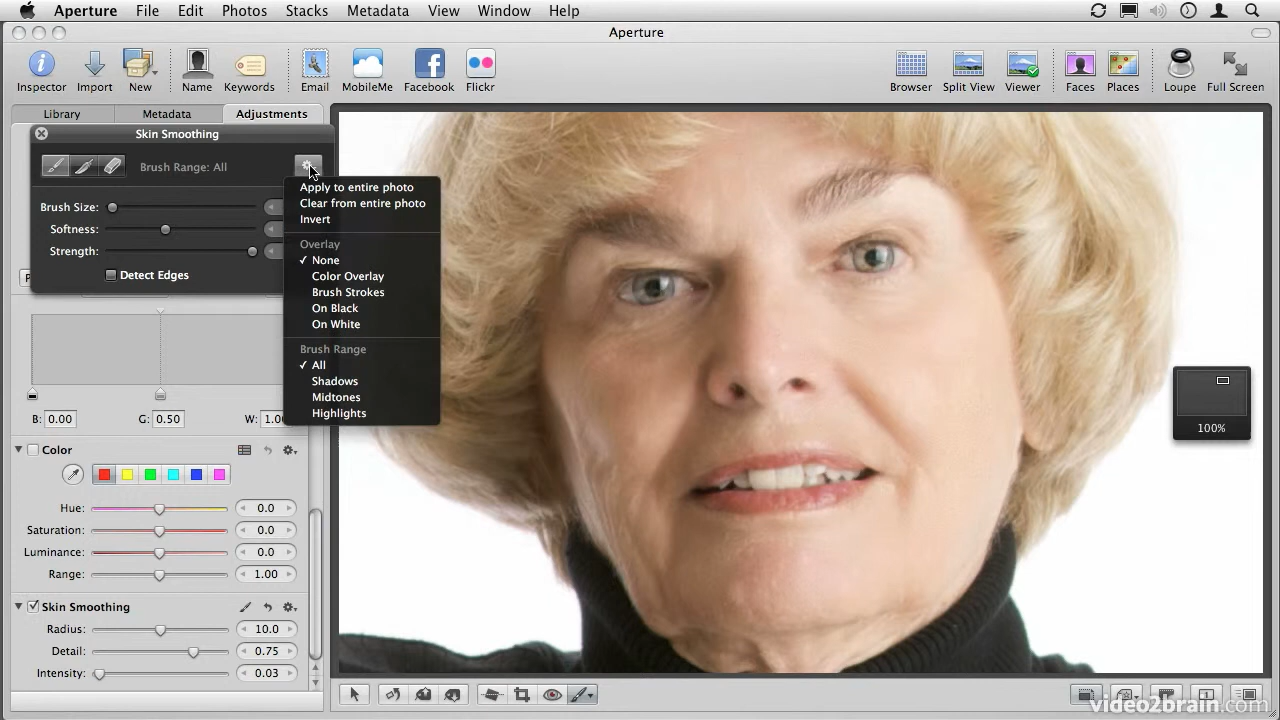 Aperture File Edit Photos Stacks Metadata View Window Help
Aperture
Inspector Import New Name Keywords Email MobileMe Facebook Flickr Browser Split View Viewer Faces Places Loupe Full Screen
Library Metadata Adjustments
Skin Smoothing
Brush Range: All
Brush Size:
Softness:
Strength:
Detect Edges
Apply to entire photo
Clear from entire photo
Invert
Overlay
✓ None
Color Overlay
Brush Strokes
On Black
On White
Brush Range
✓ All
Shadows
Midtones
Highlights
B: 0.00 G: 0.50 W: 1.00
100%
Color
Hue: 0.0
Saturation: 0.0
Luminance: 0.0
Range: 1.00
Skin Smoothing
Radius: 10.0
Detail: 0.75
Intensity: 0.03
video2brain.com